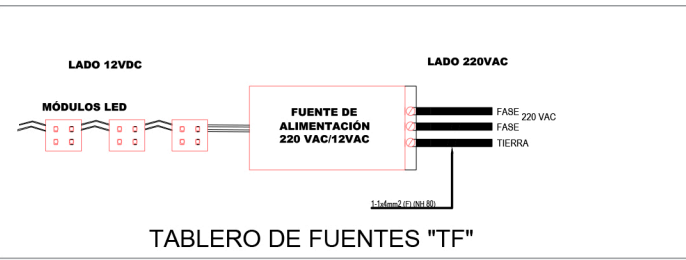 LADO 12VDC
LADO 220VAC
MÓDULOS LED
FUENTE DE
ALIMENTACIÓN
220 VAC/12VAC
FASE
220 VAC
FASE
TIERRA
1-1x4mm2 (F) (NH 80)
TABLERO DE FUENTES "TF"